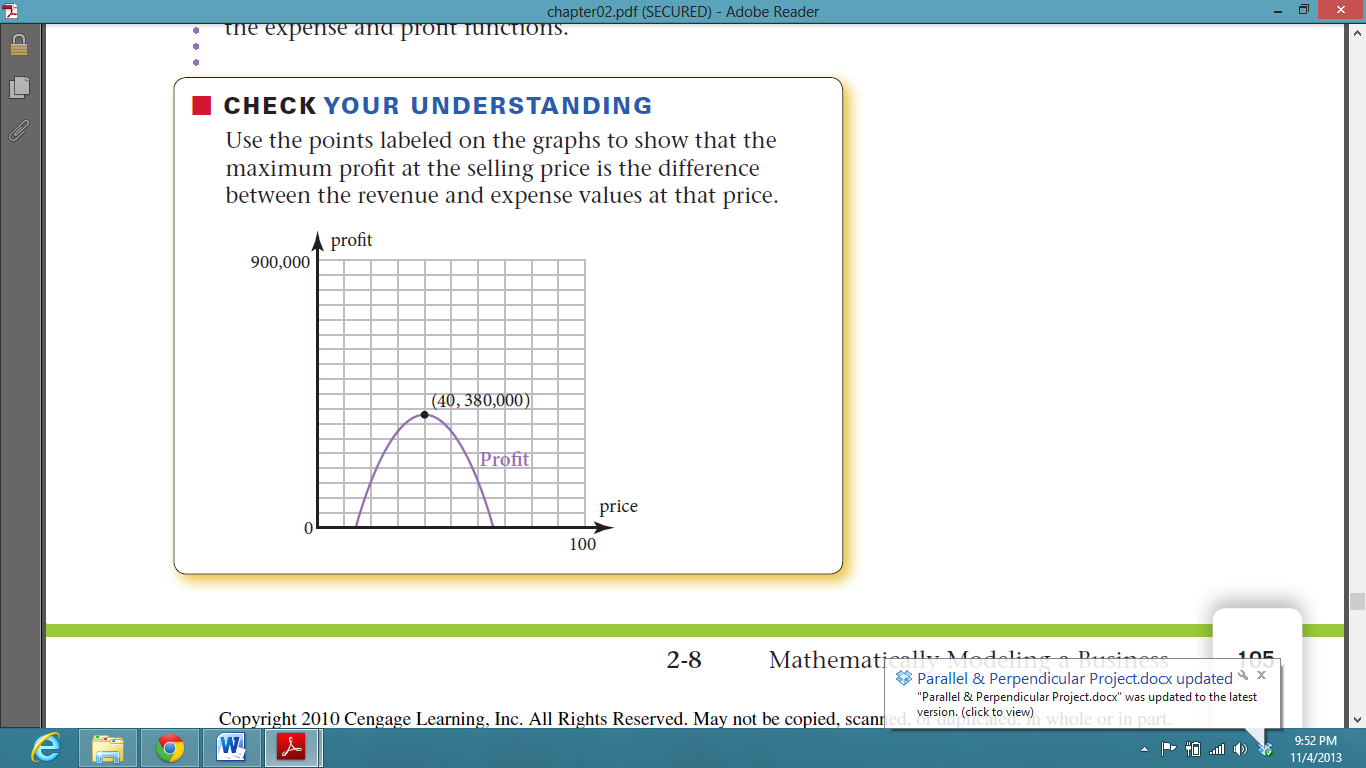 chapter02.pdf (SECURED) - Adobe Reader
the expense and profit functions.
CHECK YOUR UNDERSTANDING
Use the points labeled on the graphs to show that the
maximum profit at the selling price is the difference
between the revenue and expense values at that price.
profit
900,000
(40, 380,000)
Profit
price
0
100
2-8 Mathematically Modeling a Business 105
Parallel & Perpendicular Project.docx updated
"Parallel & Perpendicular Project.docx" was updated to the latest
version. (click to view)
Copyright 2010 Cengage Learning, Inc. All Rights Reserved. May not be copied, scanned, or duplicated, in whole or in part.
9:52 PM
11/4/2013